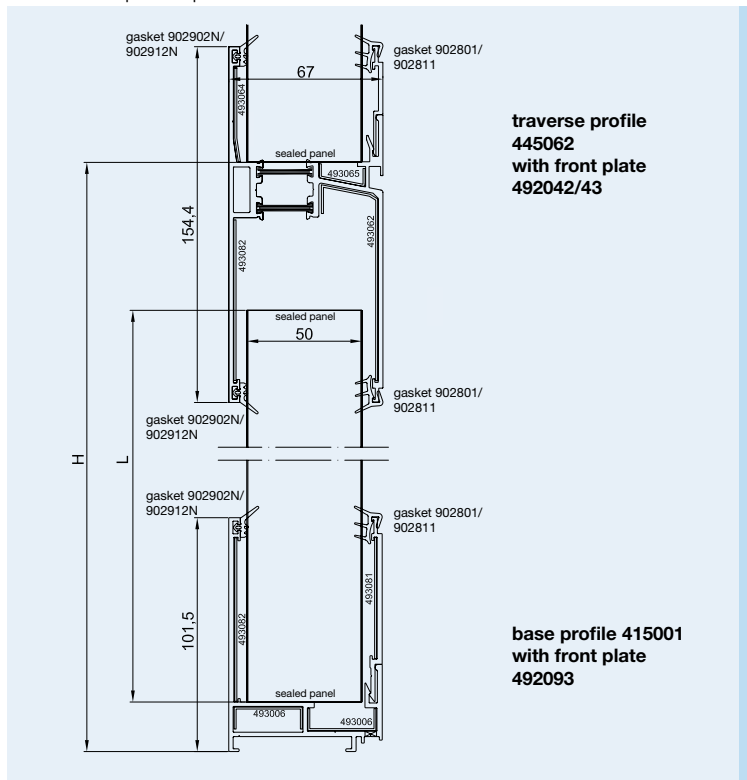 gasket 902902N/
902912N
gasket 902801/
902811
67
493064
traverse profile
445062
with front plate
492042/43
sealed panel
493065
154,4
493082
493062
sealed panel
50
gasket 902801/
902811
gasket 902902N/
902912N
H
L
gasket 902902N/
902912N
gasket 902801/
902811
101,5
493082
493081
base profile 415001
with front plate
492093
sealed panel
493006
493006